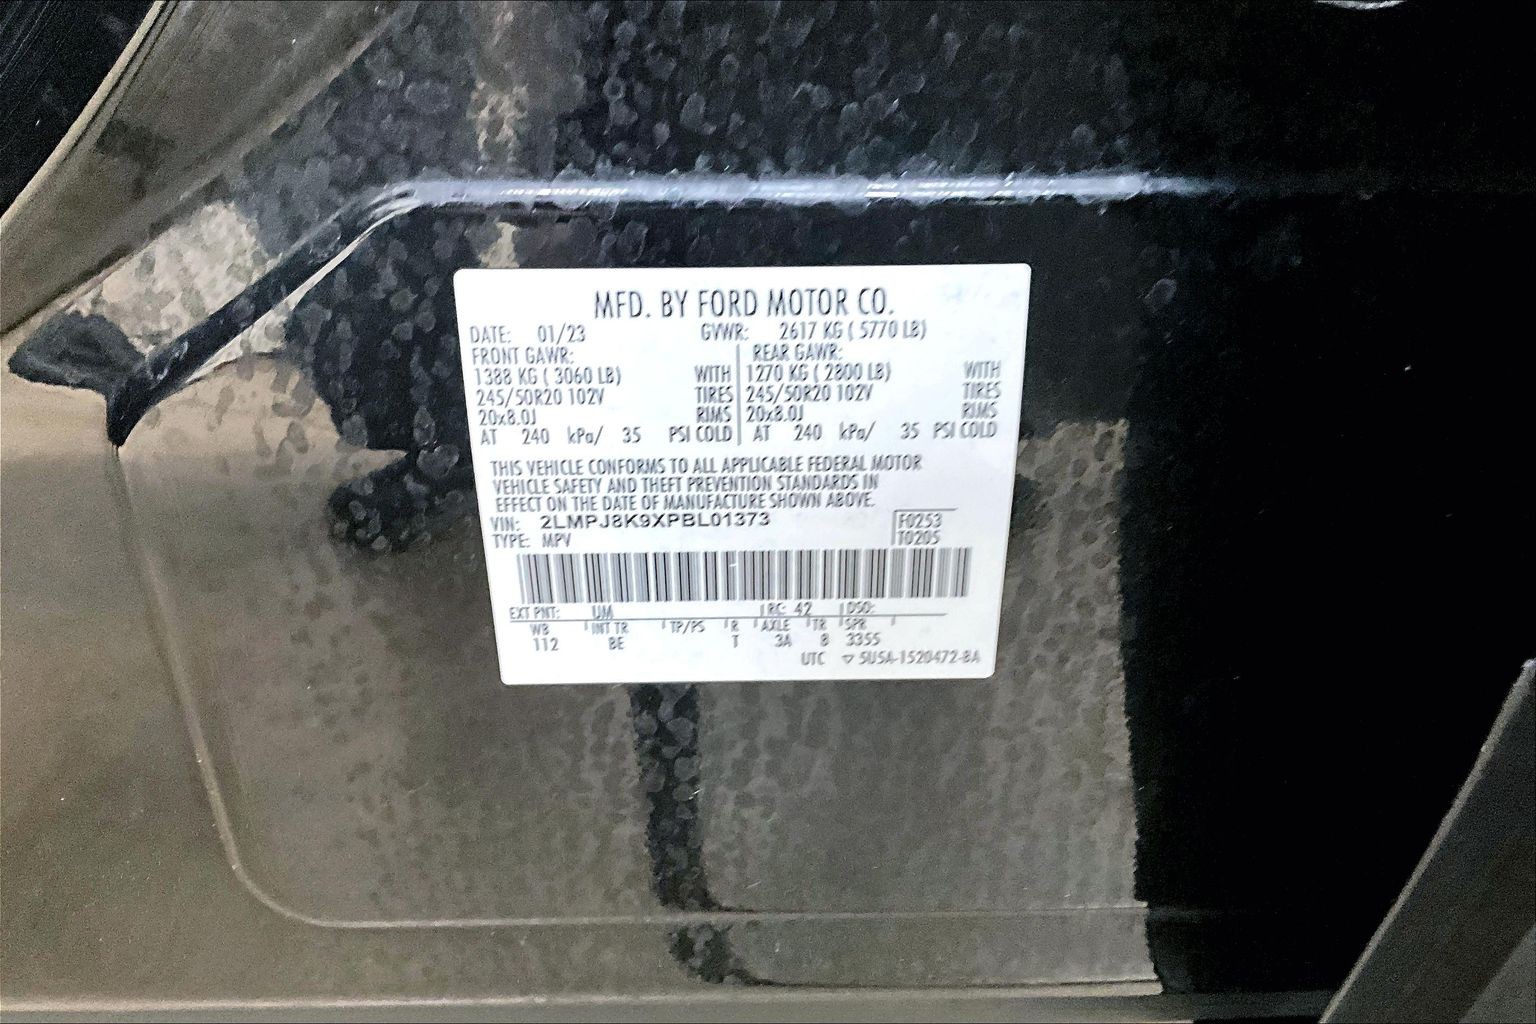 MFD. BY FORD MOTOR CO.
DATE: 01/23 GVWR: 2617 KG ( 5770 LB)
FRONT GAWR: REAR GAWR:
1388 KG ( 3060 LB) WITH 1270 KG ( 2800 LB) WITH
245/50R20 102V TIRES 245/50R20 102V TIRES
20x8.0J RIMS 20x8.0J RIMS
AT 240 kPa/ 35 PSI COLD AT 240 kPa/ 35 PSI COLD
THIS VEHICLE CONFORMS TO ALL APPLICABLE FEDERAL MOTOR
VEHICLE SAFETY AND THEFT PREVENTION STANDARDS IN
EFFECT ON THE DATE OF MANUFACTURE SHOWN ABOVE.
VIN: 2LMPJ8K9XPBL01373 F0253
TYPE: MPV T0205
EXT PNT: UM RC: 42 DSO:
WB INT TR TP/PS R AXLE TR SPR
112 BE T 3A 8 3355
UTC ▽ 5U5A-1520472-BA